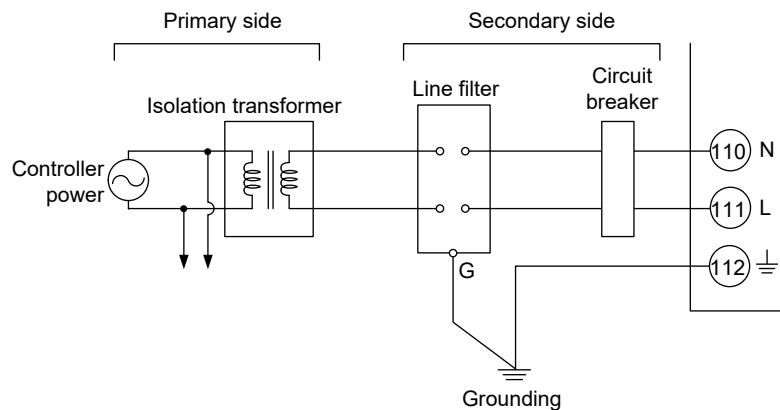 Primary side
Secondary side
Isolation transformer
Line filter
Circuit
breaker
Controller
power
110 N
111 L
112
G
Grounding